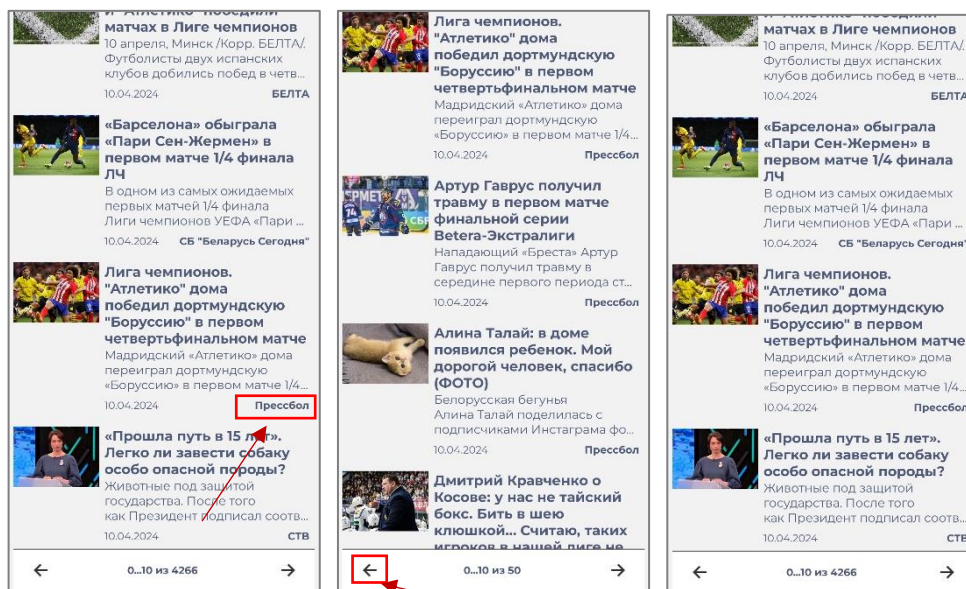 матчах в Лиге чемпионов
10 апреля, Минск /Корр. БЕЛТА/.
Футболисты двух испанских
клубов добились побед в четв...
10.04.2024 БЕЛТА
«Барселона» обыграла
«Пари Сен-Жермен» в
первом матче 1/4 финала
ЛЧ
В одном из самых ожидаемых
первых матчей 1/4 финала
Лиги чемпионов УЕФА «Пари ...
10.04.2024 СБ "Беларусь Сегодня"
Лига чемпионов.
"Атлетико" дома
победил дортмундскую
"Боруссию" в первом
четвертьфинальном матче
Мадридский «Атлетико» дома
переиграл дортмундскую
«Боруссию» в первом матче 1/4...
10.04.2024 Прессбол
«Прошла путь в 15 лет».
Легко ли завести собаку
особо опасной породы?
Животные под защитой
государства. После того
как Президент подписал соотв...
10.04.2024 СТВ
← 0...10 из 4266 →
Лига чемпионов.
"Атлетико" дома
победил дортмундскую
"Боруссию" в первом
четвертьфинальном матче
Мадридский «Атлетико» дома
переиграл дортмундскую
«Боруссию» в первом матче 1/4...
10.04.2024 Прессбол
Артур Гаврус получил
травму в первом матче
финальной серии
Betera-Экстралиги
Нападающий «Бреста» Артур
Гаврус получил травму в
середине первого периода ст...
10.04.2024 Прессбол
Алина Талай: в доме
появился ребенок. Мой
дорогой человек, спасибо
(ФОТО)
Белорусская бегунья
Алина Талай поделилась с
подписчиками Инстаграма фо...
10.04.2024 Прессбол
Дмитрий Кравченко о
Косове: у нас не тайский
бокс. Бить в шею
клюшкой... Считаю, таких
игроков в нашей лиге не
← 0...10 из 50 →
матчах в Лиге чемпионов
10 апреля, Минск /Корр. БЕЛТА/.
Футболисты двух испанских
клубов добились побед в четв...
10.04.2024 БЕЛТА
«Барселона» обыграла
«Пари Сен-Жермен» в
первом матче 1/4 финала
ЛЧ
В одном из самых ожидаемых
первых матчей 1/4 финала
Лиги чемпионов УЕФА «Пари ...
10.04.2024 СБ "Беларусь Сегодня"
Лига чемпионов.
"Атлетико" дома
победил дортмундскую
"Боруссию" в первом
четвертьфинальном матче
Мадридский «Атлетико» дома
переиграл дортмундскую
«Боруссию» в первом матче 1/4...
10.04.2024 Прессбол
«Прошла путь в 15 лет».
Легко ли завести собаку
особо опасной породы?
Животные под защитой
государства. После того
как Президент подписал соотв...
10.04.2024 СТВ
← 0...10 из 4266 →